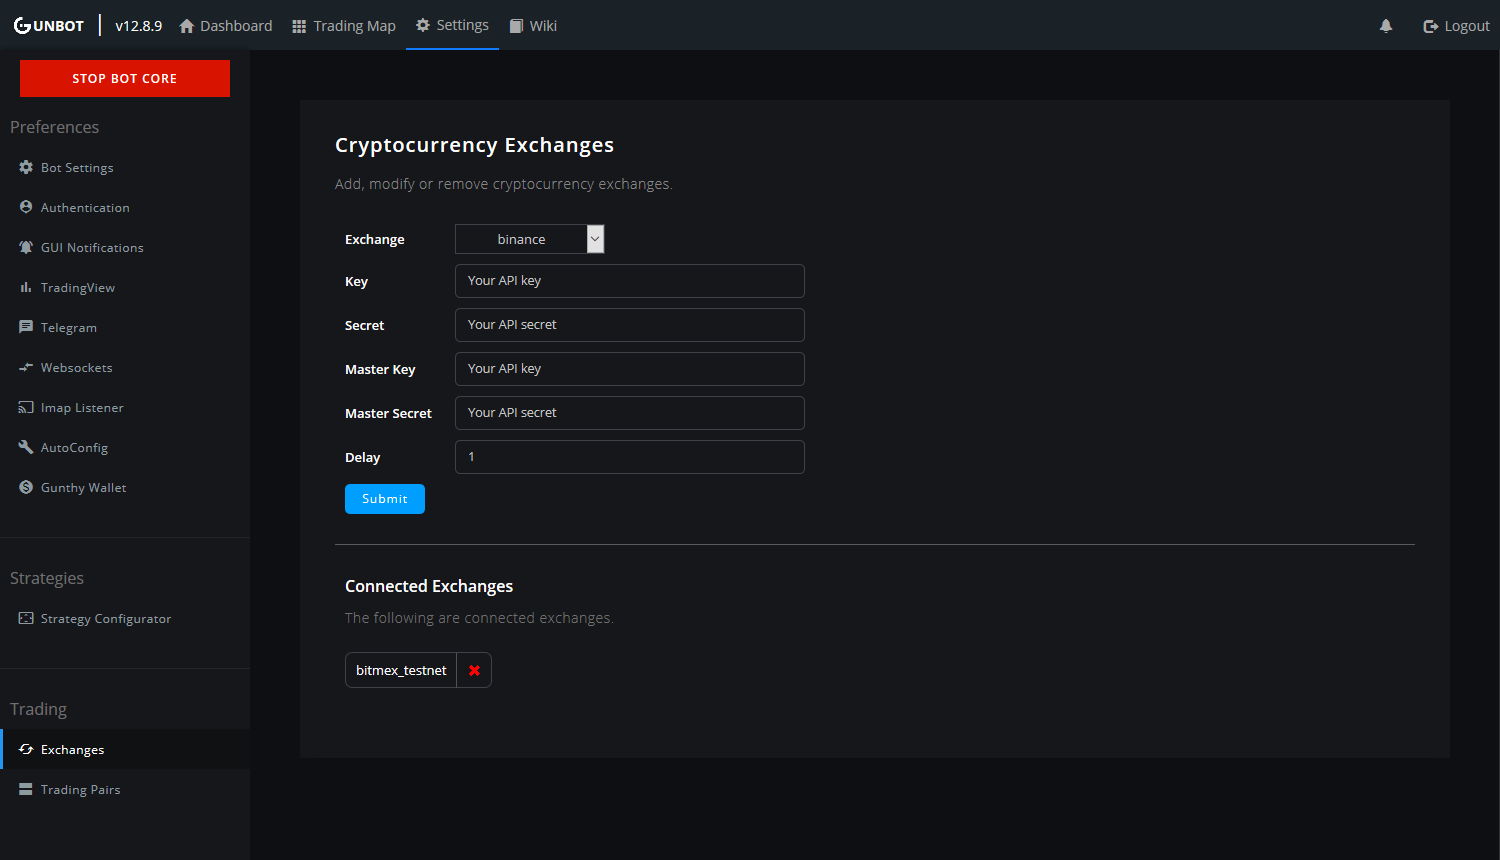 GUNBOT | v12.8.9 Dashboard Trading Map Settings Wiki Logout
STOP BOT CORE
Preferences
Bot Settings
Authentication
GUI Notifications
TradingView
Telegram
Websockets
Imap Listener
AutoConfig
Gunthy Wallet
Strategies
Strategy Configurator
Trading
Exchanges
Trading Pairs
Cryptocurrency Exchanges
Add, modify or remove cryptocurrency exchanges.
Exchange binance
Key Your API key
Secret Your API secret
Master Key Your API key
Master Secret Your API secret
Delay 1
Submit
Connected Exchanges
The following are connected exchanges.
bitmex_testnet